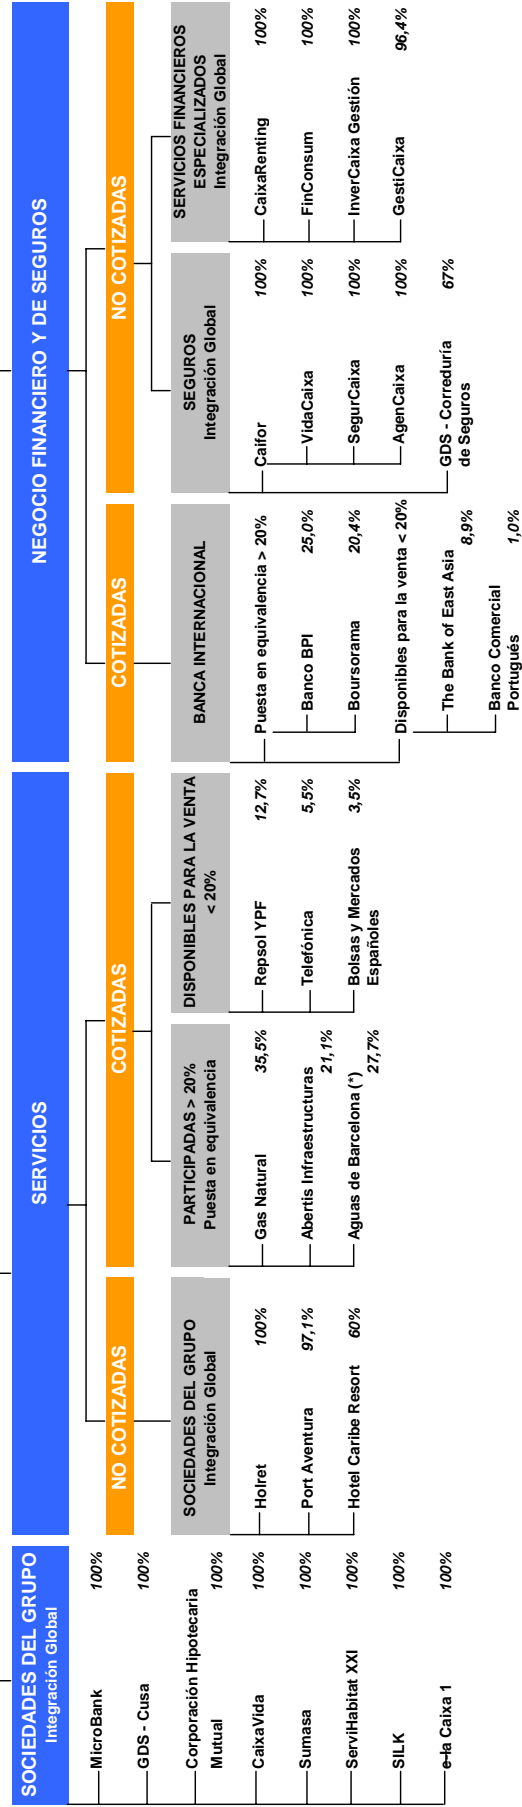 SOCIEDADES DEL GRUPO
Integración Global
MicroBank 100%
GDS - Cusa 100%
Corporación Hipotecaria
Mutual 100%
CaixaVida 100%
Sumasa 100%
ServiHabitat XXI 100%
SILK 100%
e-la Caixa 1 100%
SERVICIOS
NO COTIZADAS
SOCIEDADES DEL GRUPO
Integración Global
Holret 100%
Port Aventura 97,1%
Hotel Caribe Resort 60%
COTIZADAS
PARTICIPADAS > 20%
Puesta en equivalencia
Gas Natural 35,5%
Abertis Infraestructuras
21,1%
Aguas de Barcelona (*)
27,7%
DISPONIBLES PARA LA VENTA
< 20%
Repsol YPF 12,7%
Telefónica 5,5%
Bolsas y Mercados 3,5%
Españoles
NEGOCIO FINANCIERO Y DE SEGUROS
COTIZADAS
BANCA INTERNACIONAL
Puesta en equivalencia > 20%
Banco BPI 25,0%
Boursorama 20,4%
Disponibles para la venta < 20%
The Bank of East Asia
8,9%
Banco Comercial
Portugués 1,0%
NO COTIZADAS
SEGUROS
Integración Global
Caifor 100%
VidaCaixa 100%
SegurCaixa 100%
AgenCaixa 100%
GDS - Correduría 67%
de Seguros
SERVICIOS FINANCIEROS
ESPECIALIZADOS
Integración Global
CaixaRenting 100%
FinConsum 100%
InverCaixa Gestión 100%
GestiCaixa 96,4%